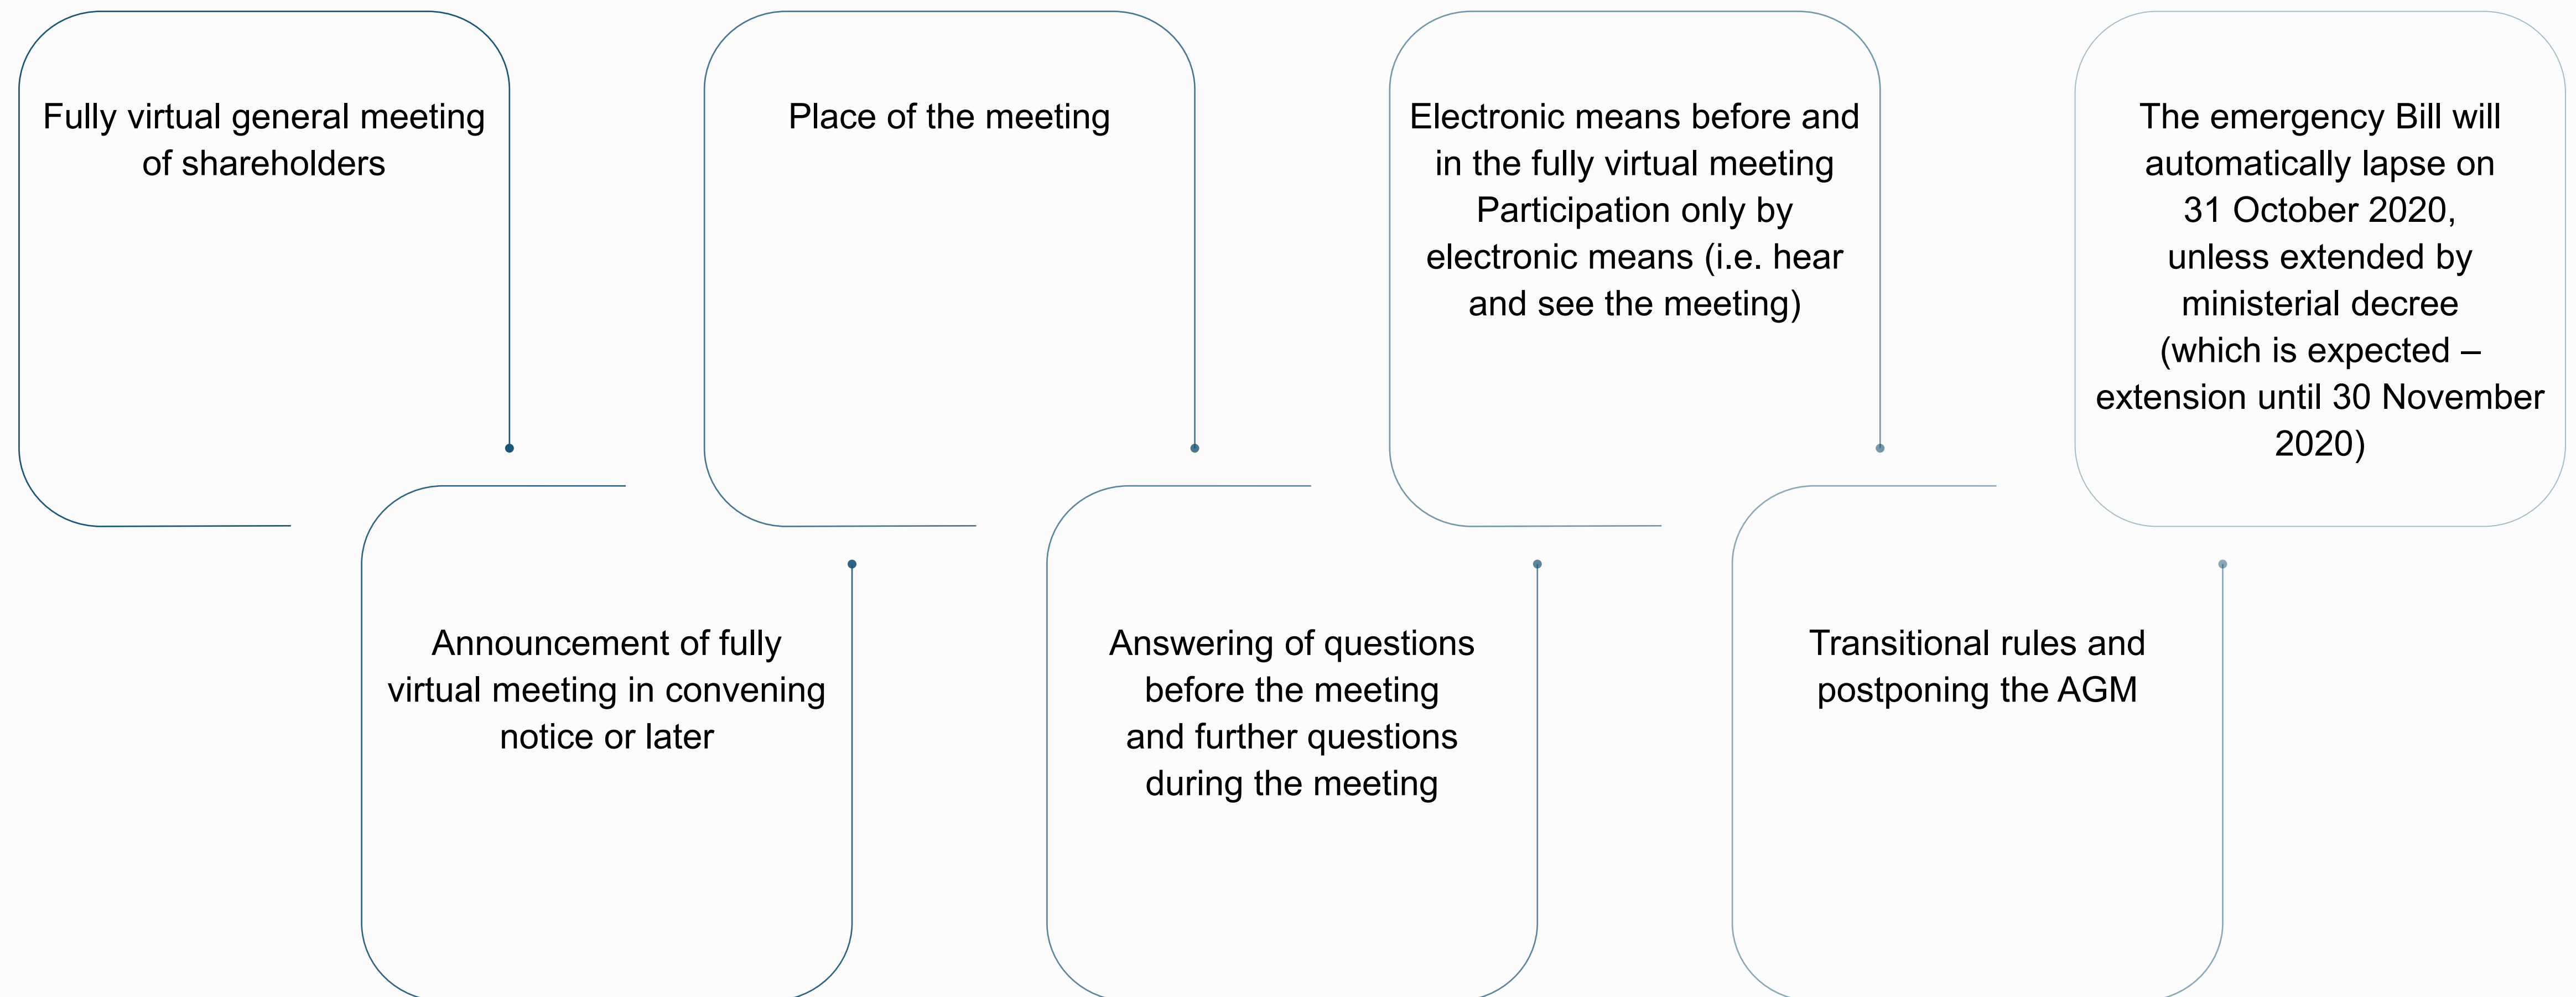 Fully virtual general meeting
of shareholders
Announcement of fully
virtual meeting in convening
notice or later
Place of the meeting
Answering of questions
before the meeting
and further questions
during the meeting
Electronic means before and
in the fully virtual meeting
Participation only by
electronic means (i.e. hear
and see the meeting)
Transitional rules and
postponing the AGM
The emergency Bill will
automatically lapse on
31 October 2020,
unless extended by
ministerial decree
(which is expected –
extension until 30 November
2020)